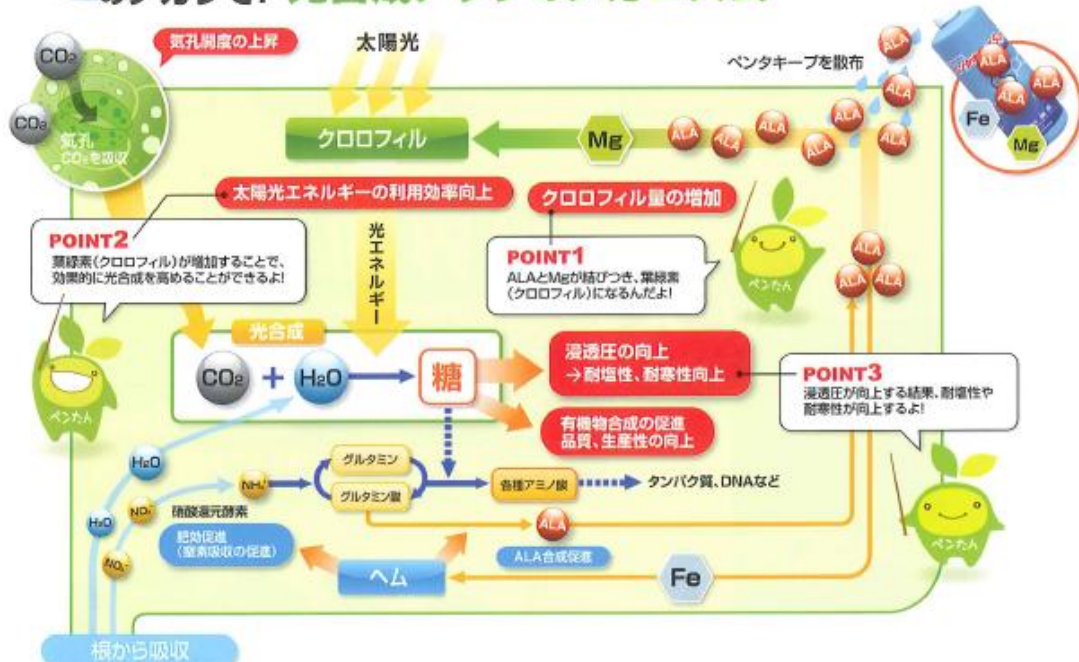 気孔開度の上昇
太陽光
ペンタキープを散布
CO₂
CO₂
気孔
CO₂を吸収
クロロフィル
Mg
ALA
ALA
ALA
ALA
ALA
ALA
ALA
ALA
ALA
ALA
ALA
Fe
Mg
太陽光エネルギーの利用効率向上
クロロフィル量の増加
POINT2
葉緑素(クロロフィル)が増加することで、
効果的に光合成を高めることができるよ!
光エネルギー
POINT1
ALAとMgが結びつき、葉緑素
(クロロフィル)になるんだよ!
ペンたん
ALA
ALA
ALA
光合成
CO₂ + H₂O
糖
浸透圧の向上
→耐塩性、耐寒性向上
POINT3
浸透圧が向上する結果、耐塩性や
耐寒性が向上するよ!
ペンたん
有機物合成の促進
品質、生産性の向上
H₂O
グルタミン
グルタミン酸
各種アミノ酸
タンパク質、DNAなど
NH₄⁺
硝酸還元酵素
H₂O
NO₂⁻
NO₃⁻
肥効促進
(窒素吸収の促進)
ALA
ALA合成促進
ヘム
Fe
ペンたん
根から吸収